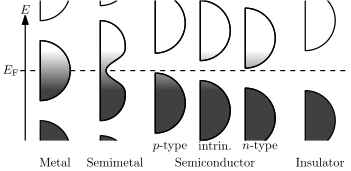 E
E_F
p-type intrin. n-type
Metal Semimetal Semiconductor Insulator